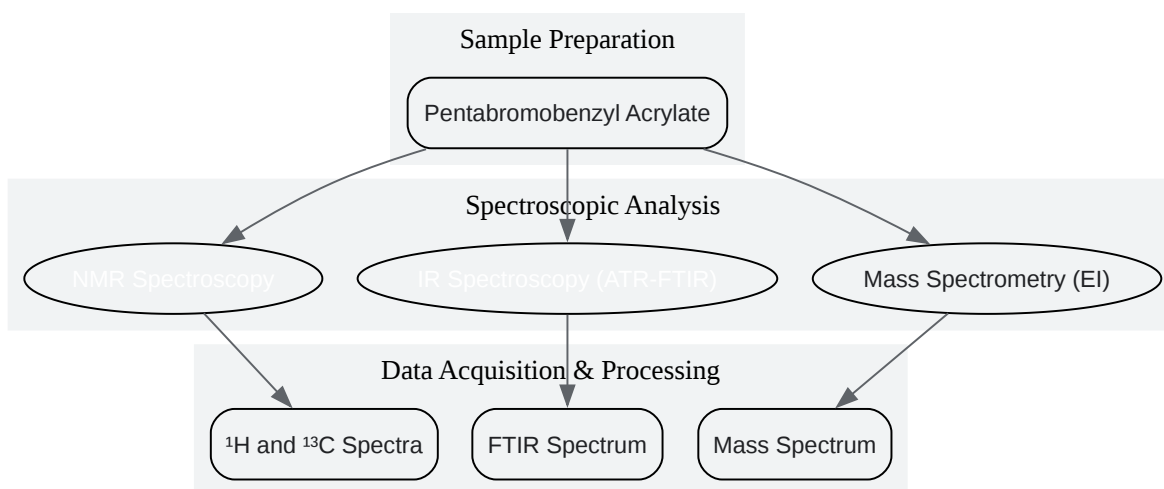 Sample Preparation
Pentabromobenzyl Acrylate
Spectroscopic Analysis
NMR Spectroscopy
IR Spectroscopy (ATR-FTIR)
Mass Spectrometry (EI)
Data Acquisition & Processing
¹H and ¹³C Spectra
FTIR Spectrum
Mass Spectrum